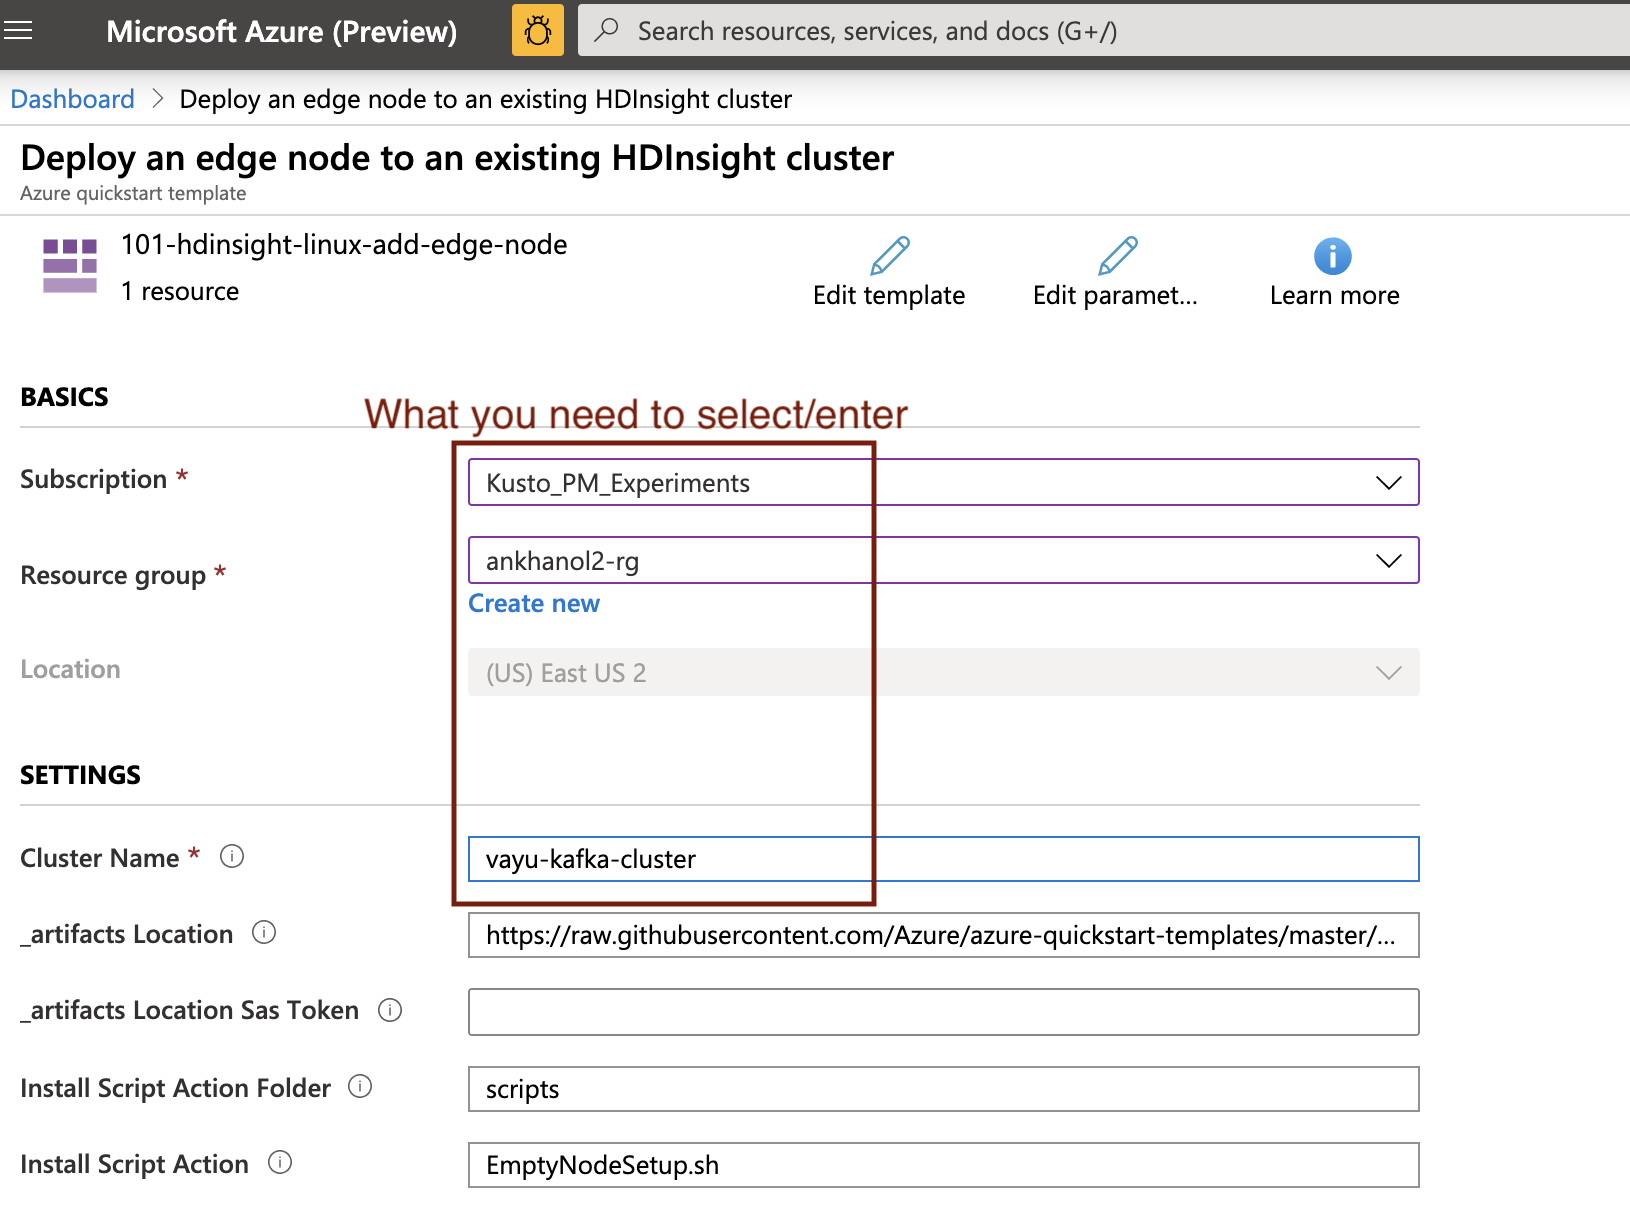 Microsoft Azure (Preview)
Search resources, services, and docs (G+/)
Dashboard > Deploy an edge node to an existing HDInsight cluster
Deploy an edge node to an existing HDInsight cluster
Azure quickstart template
101-hdinsight-linux-add-edge-node
1 resource
Edit template
Edit paramet...
Learn more
BASICS
What you need to select/enter
Subscription *
Kusto_PM_Experiments
Resource group *
ankhanol2-rg
Create new
Location
(US) East US 2
SETTINGS
Cluster Name *
vayu-kafka-cluster
_artifacts Location
https://raw.githubusercontent.com/Azure/azure-quickstart-templates/master/...
_artifacts Location Sas Token
Install Script Action Folder
scripts
Install Script Action
EmptyNodeSetup.sh